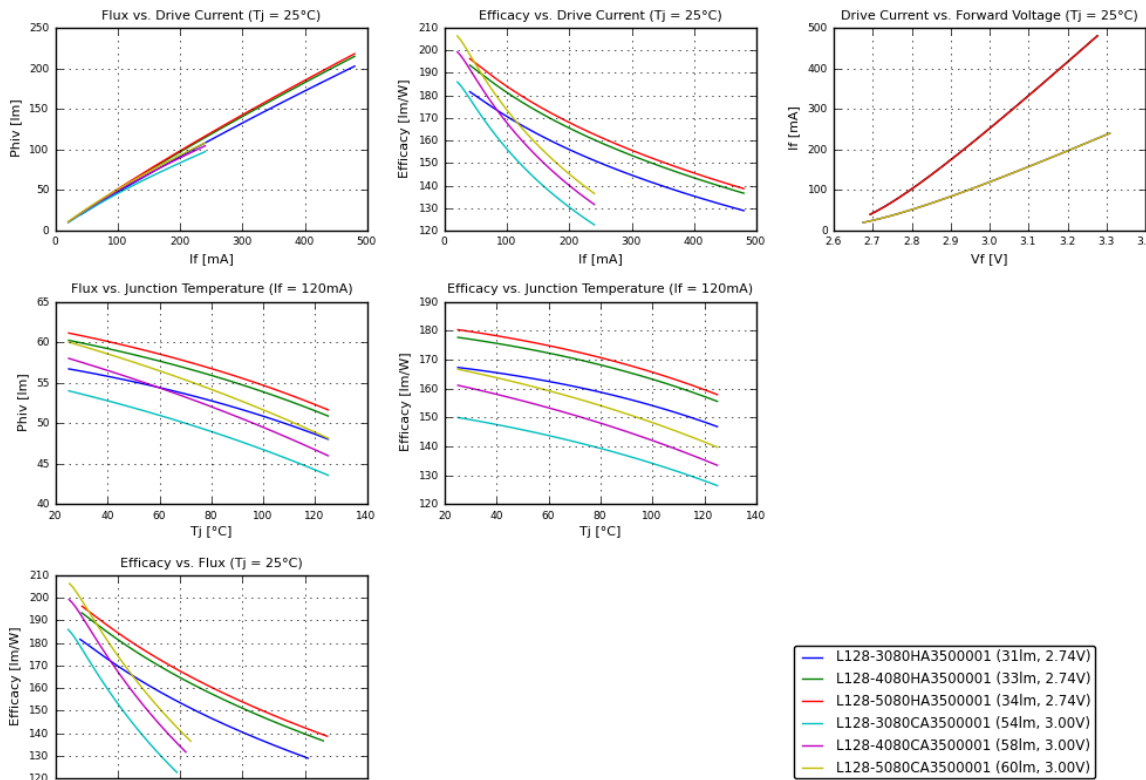 Flux vs. Drive Current (Tj = 25°C)
250
200
150
100
50
0
Phiv [lm]
0 100 200 300 400 500
If [mA]
Efficacy vs. Drive Current (Tj = 25°C)
210
200
190
180
170
160
150
140
130
120
Efficacy [lm/W]
0 100 200 300 400 500
If [mA]
Drive Current vs. Forward Voltage (Tj = 25°C)
500
400
300
200
100
0
If [mA]
2.6 2.7 2.8 2.9 3.0 3.1 3.2 3.3
Vf [V]
Flux vs. Junction Temperature (If = 120mA)
65
60
55
50
45
40
Phiv [lm]
20 40 60 80 100 120 140
Tj [°C]
Efficacy vs. Junction Temperature (If = 120mA)
190
180
170
160
150
140
130
120
Efficacy [lm/W]
20 40 60 80 100 120 140
Tj [°C]
Efficacy vs. Flux (Tj = 25°C)
210
200
190
180
170
160
150
140
130
120
Efficacy [lm/W]
L128-3080HA3500001 (31lm, 2.74V)
L128-4080HA3500001 (33lm, 2.74V)
L128-5080HA3500001 (34lm, 2.74V)
L128-3080CA3500001 (54lm, 3.00V)
L128-4080CA3500001 (58lm, 3.00V)
L128-5080CA3500001 (60lm, 3.00V)